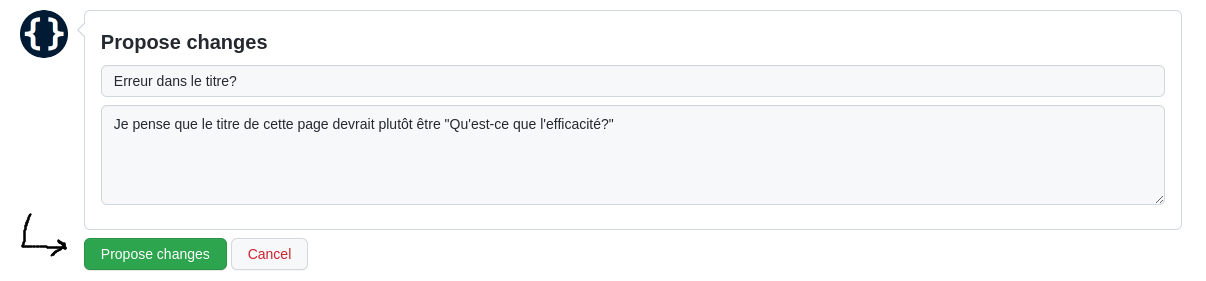 {}
Propose changes
Erreur dans le titre?
Je pense que le titre de cette page devrait plutôt être "Qu'est-ce que l'efficacité?"
Propose changes
Cancel